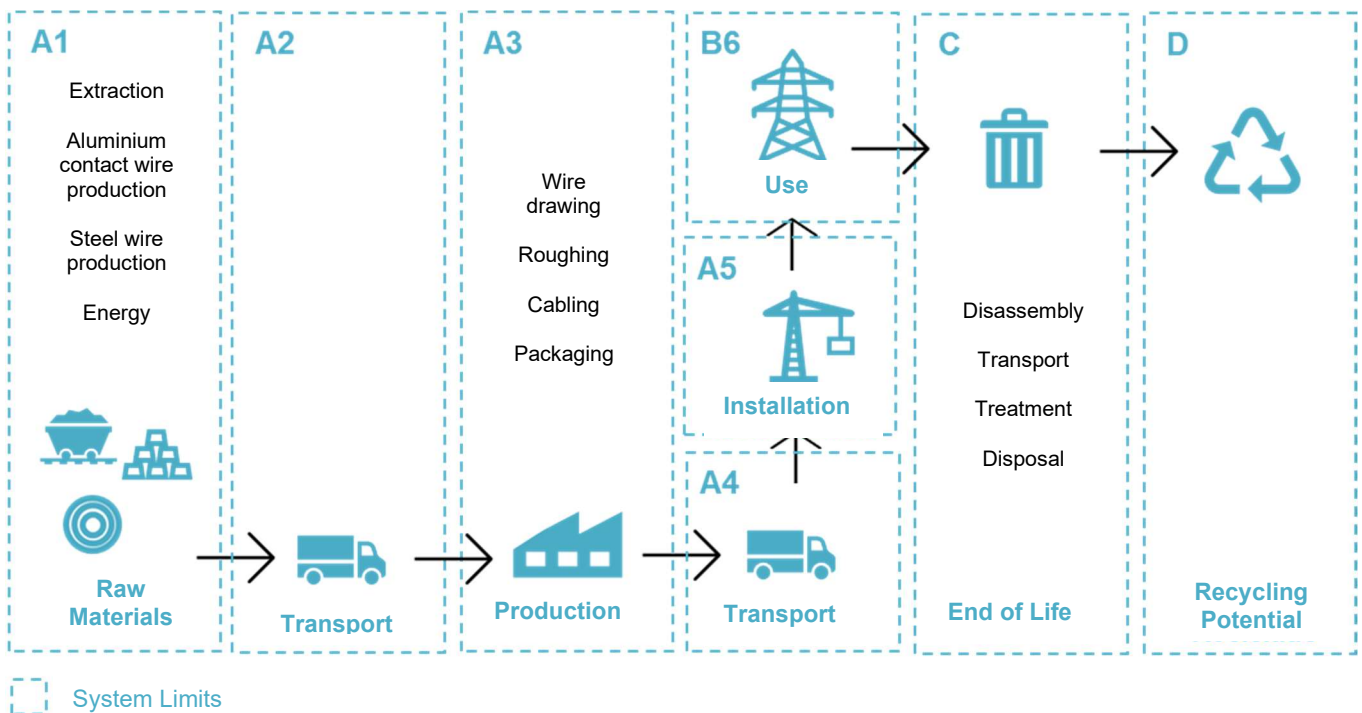 A1
Extraction
Aluminium
contact wire
production
Steel wire
production
Energy
Raw
Materials
A2
Transport
A3
Wire
drawing
Roughing
Cabling
Packaging
Production
B6
Use
A5
Installation
A4
Transport
C
Disassembly
Transport
Treatment
Disposal
End of Life
D
Recycling
Potential
System Limits